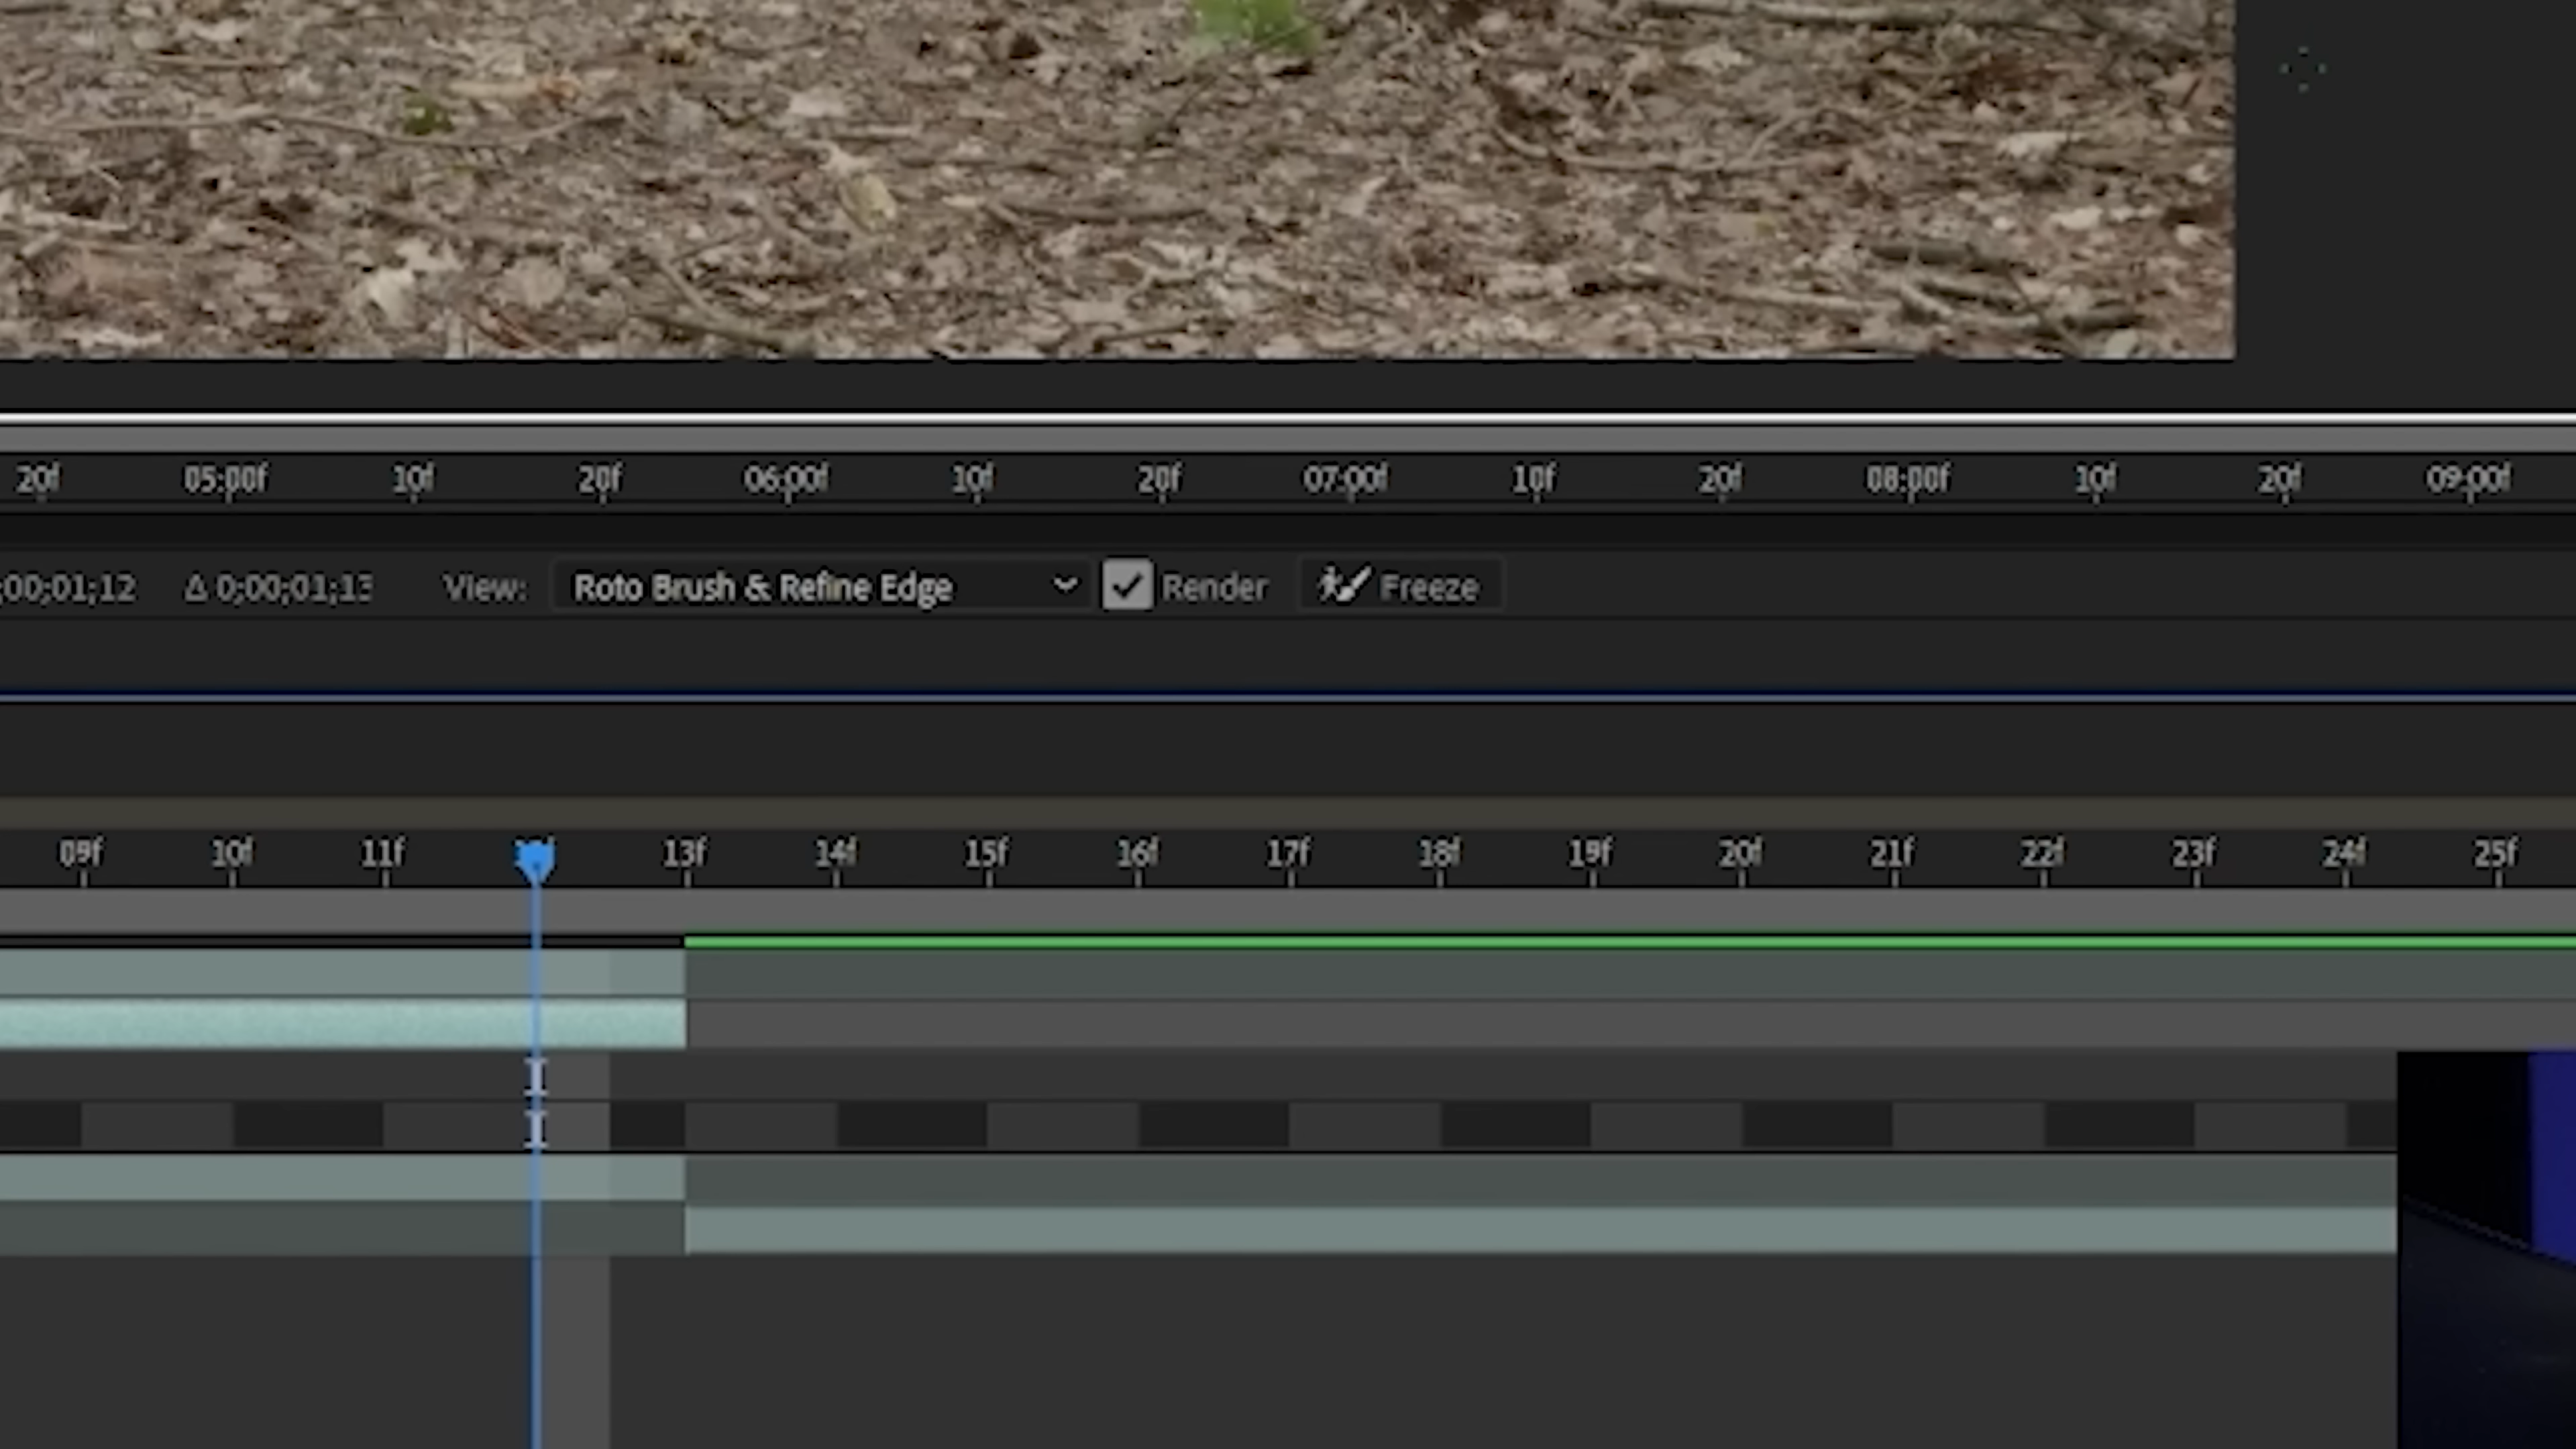 20f 05:00f 10f 20f 06:00f 10f 20f 07:00f 10f 20f 08:00f 10f 20f 09:00f
;00;01;12 Δ 0;00;01;13 View: Roto Brush & Refine Edge Render Freeze
09f 10f 11f 13f 14f 15f 16f 17f 18f 19f 20f 21f 22f 23f 24f 25f